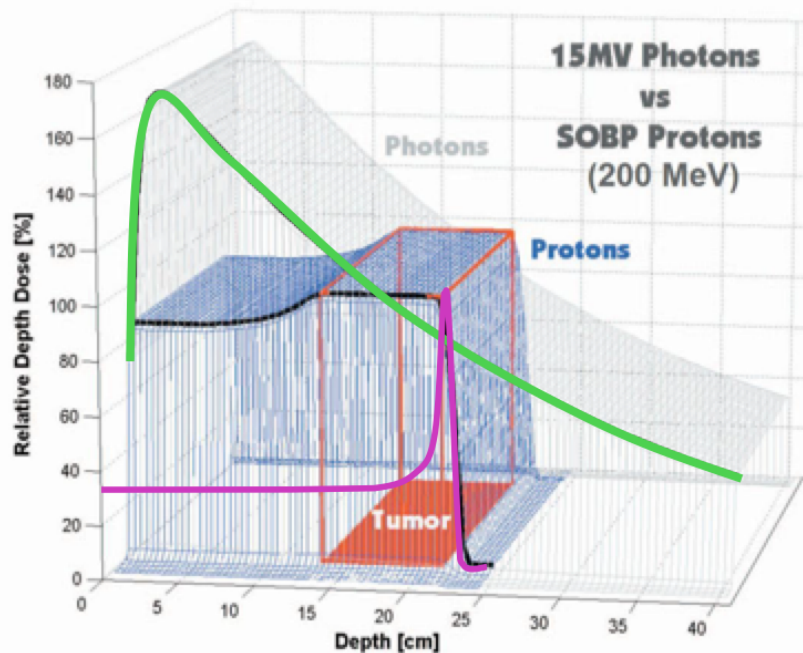 15MV Photons
vs
SOBP Protons
(200 MeV)
Photons
Protons
Tumor
Relative Depth Dose [%]
180
160
140
120
100
80
60
40
20
0
0
5
10
15
20
25
30
35
40
Depth [cm]